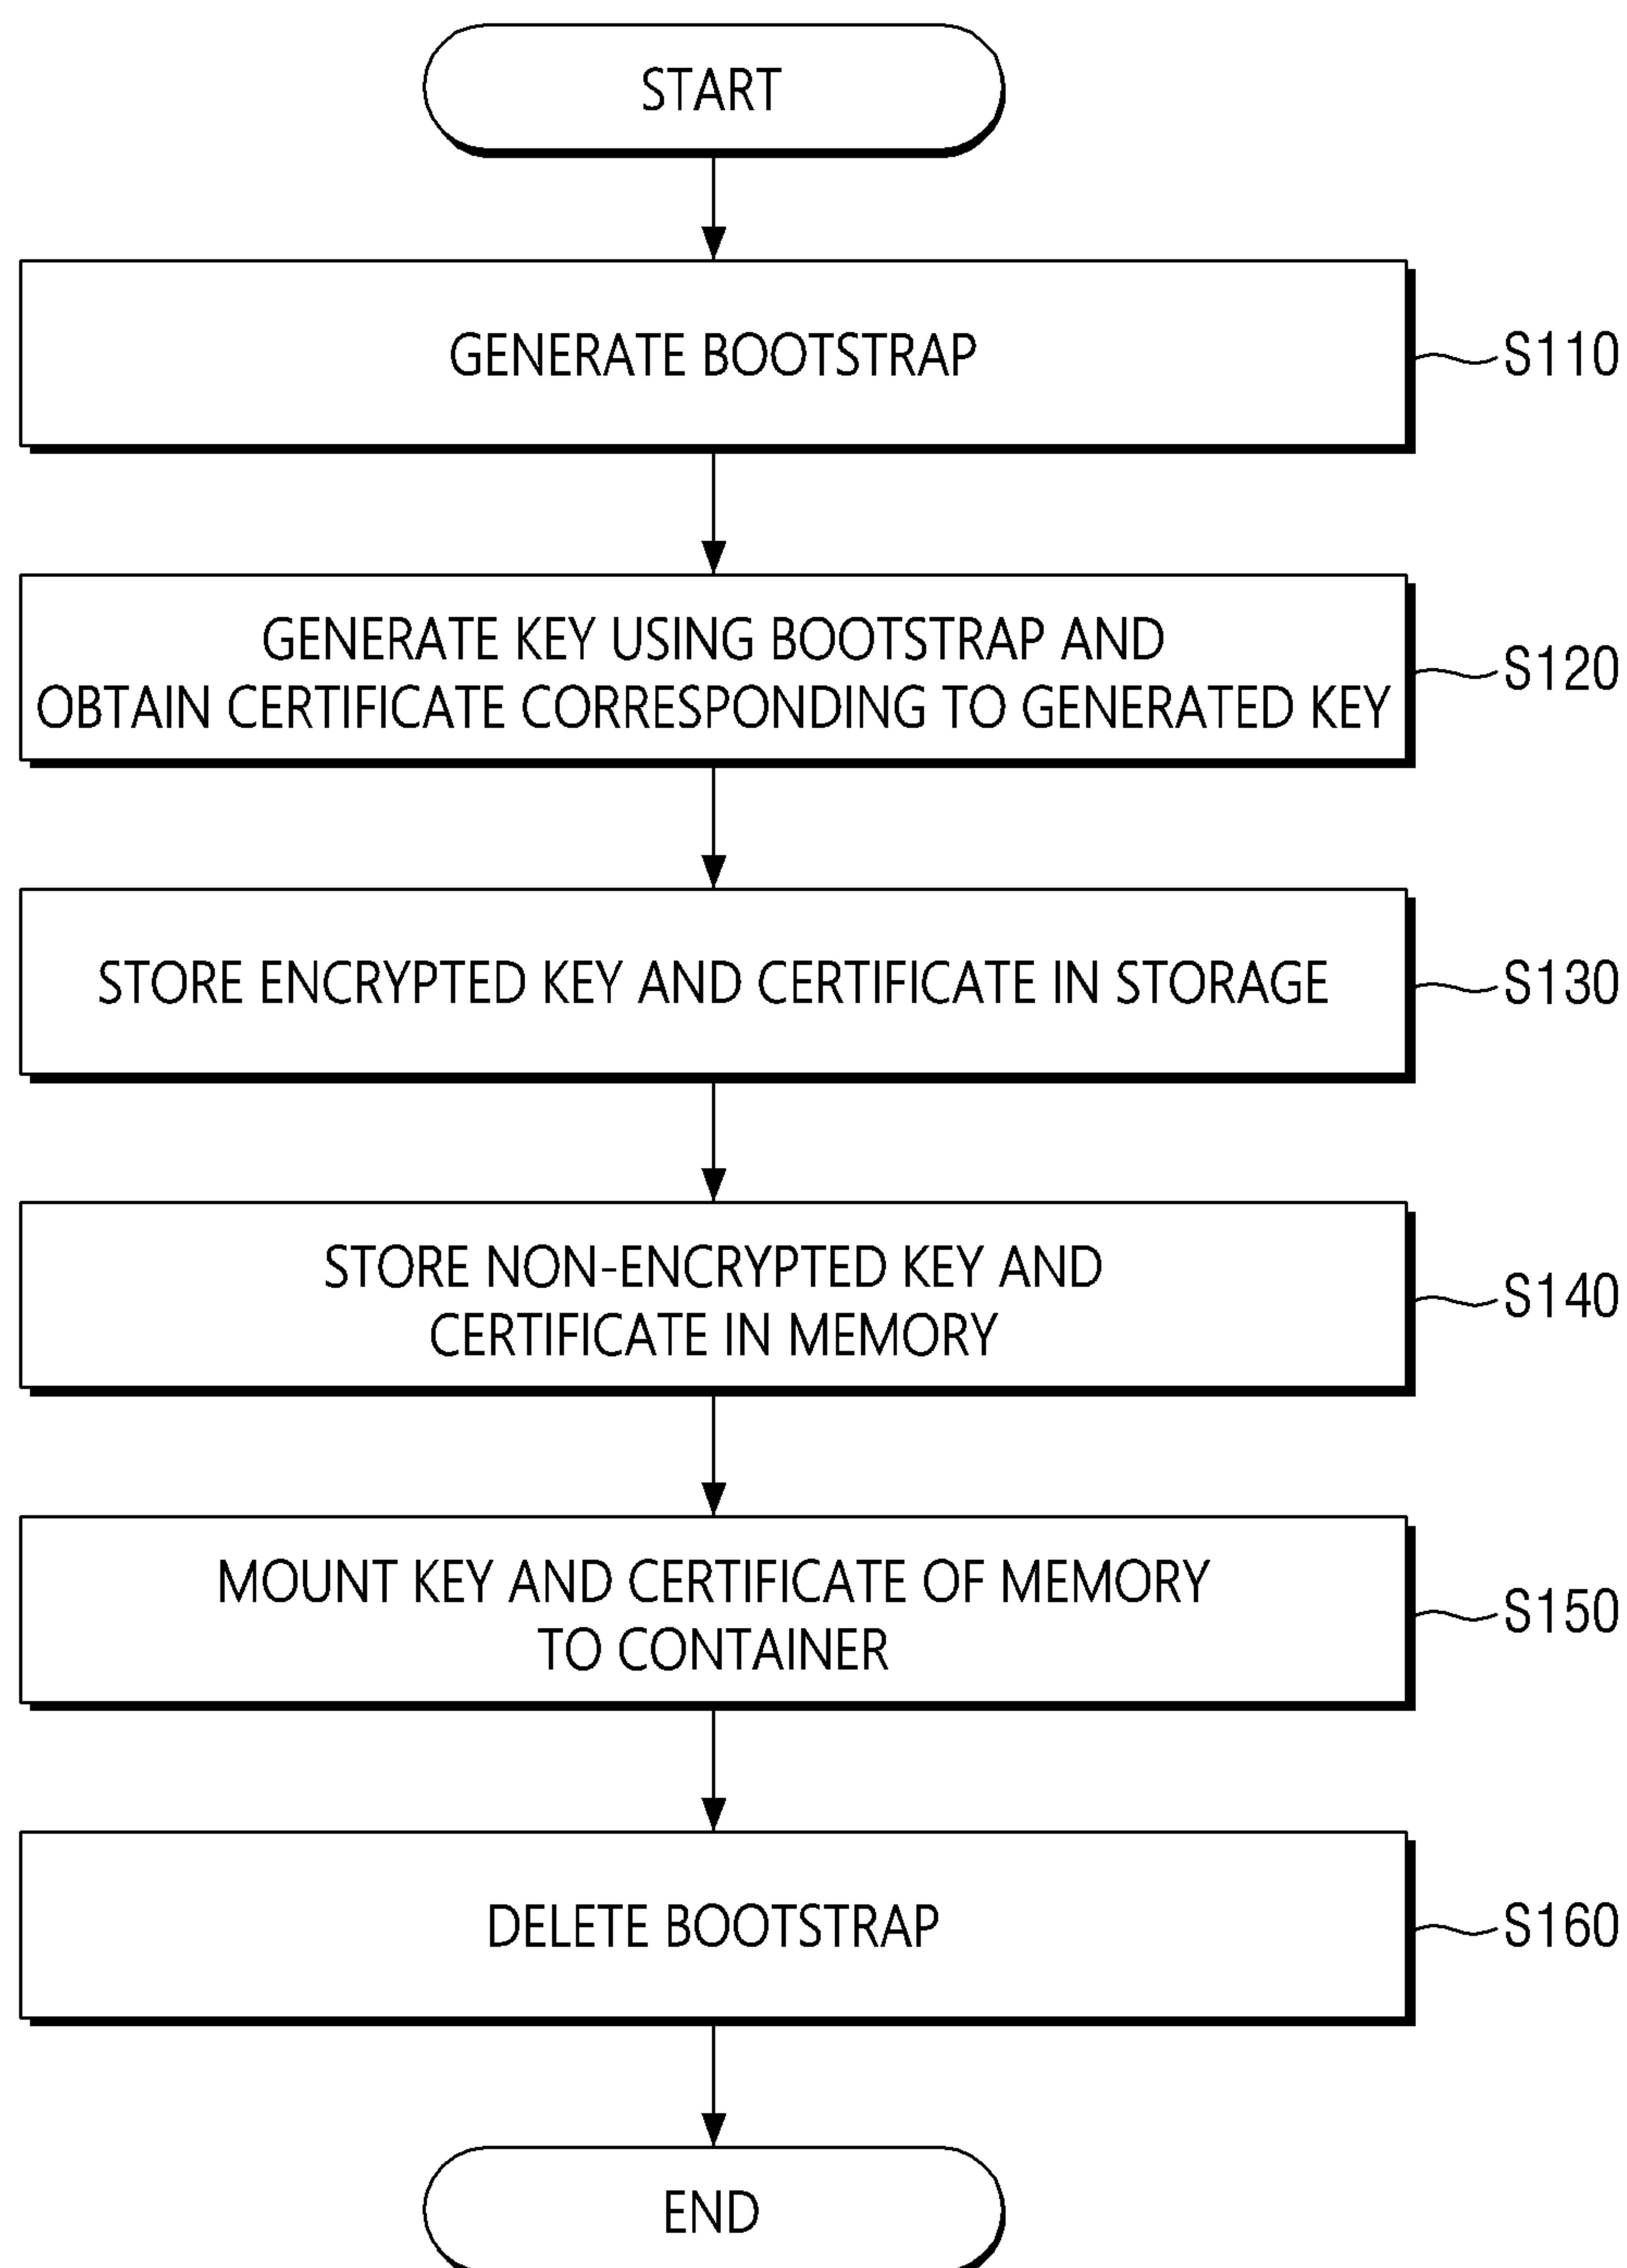 START
GENERATE BOOTSTRAP
S110
GENERATE KEY USING BOOTSTRAP AND
OBTAIN CERTIFICATE CORRESPONDING TO GENERATED KEY
S120
STORE ENCRYPTED KEY AND CERTIFICATE IN STORAGE
S130
STORE NON-ENCRYPTED KEY AND
CERTIFICATE IN MEMORY
S140
MOUNT KEY AND CERTIFICATE OF MEMORY
TO CONTAINER
S150
DELETE BOOTSTRAP
S160
END